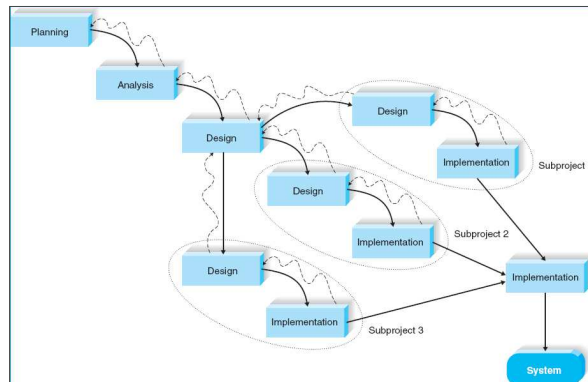 Planning
Analysis
Design
Design
Implementation
Subproject
Design
Implementation
Subproject 2
Design
Implementation
Subproject 3
Implementation
System